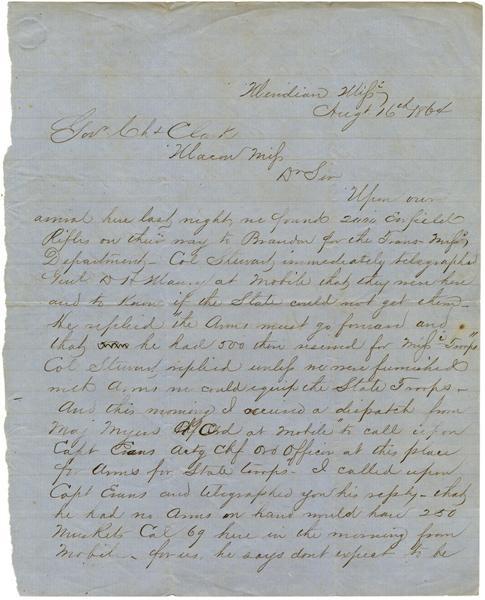 Meridian Miss
Augt 16th 1864
Gov Chs Clark
Macon Miss
Dr Sir
Upon our
arrival here last night we found Enfield
Rifles on their way to Brandon for the Trans Missi
Department - Col Stewart immediately telegraphed
Genl D H Maury at Mobile that they were here
and to know if the State could not get them -
He replied "the Arms must go forward and
that he had 500 there reserved for Missi Troops"
Col Stewart replied unless we were furnished
with Arms we could equip the State Troops -
And this morning I received a dispatch from
Maj Myers Ord at Mobile "to call upon
Capt Evans Actg Chf Ord Officer at this place
for Arms for State troops" - I called upon
Capt Evans and telegraphed you his reply - that
he had no Arms on hand would have 250
Muskets Cal 69 here in the morning from
Mobile - for us, he says dont expect to be